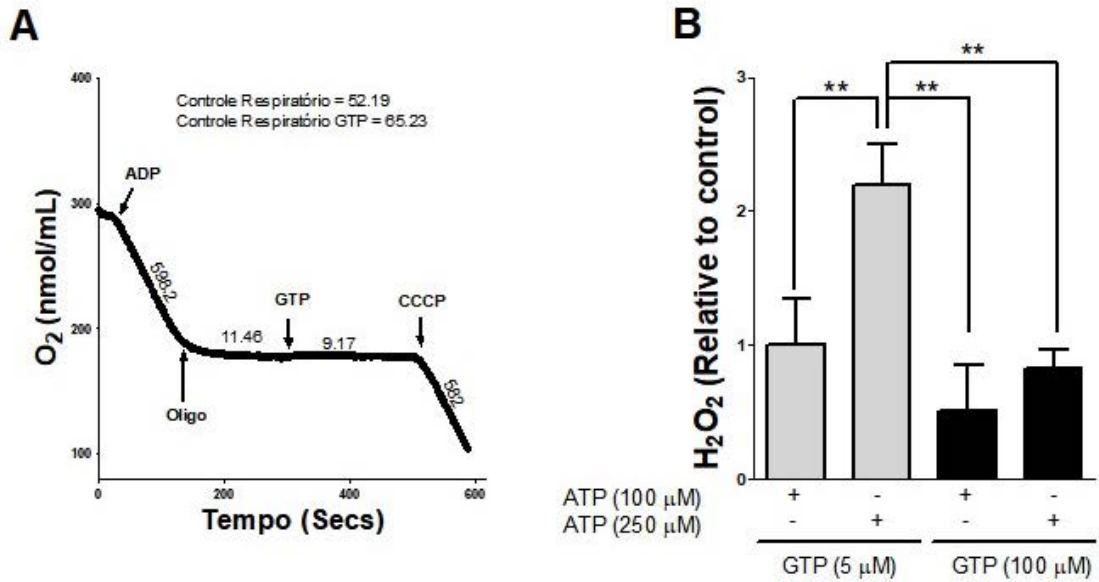 A
400
300
200
100
0
200
400
600
O₂ (nmol/mL)
Tempo (Secs)
Controle Respiratório = 52.19
Controle Respiratório GTP = 65.23
ADP
598.2
Oligo
11.46
GTP
9.17
CCCP
582
B
3
2
1
0
H₂O₂ (Relative to control)
** ** **
ATP (100 µM) + - + -
ATP (250 µM) - + - +
GTP (5 µM) GTP (100 µM)